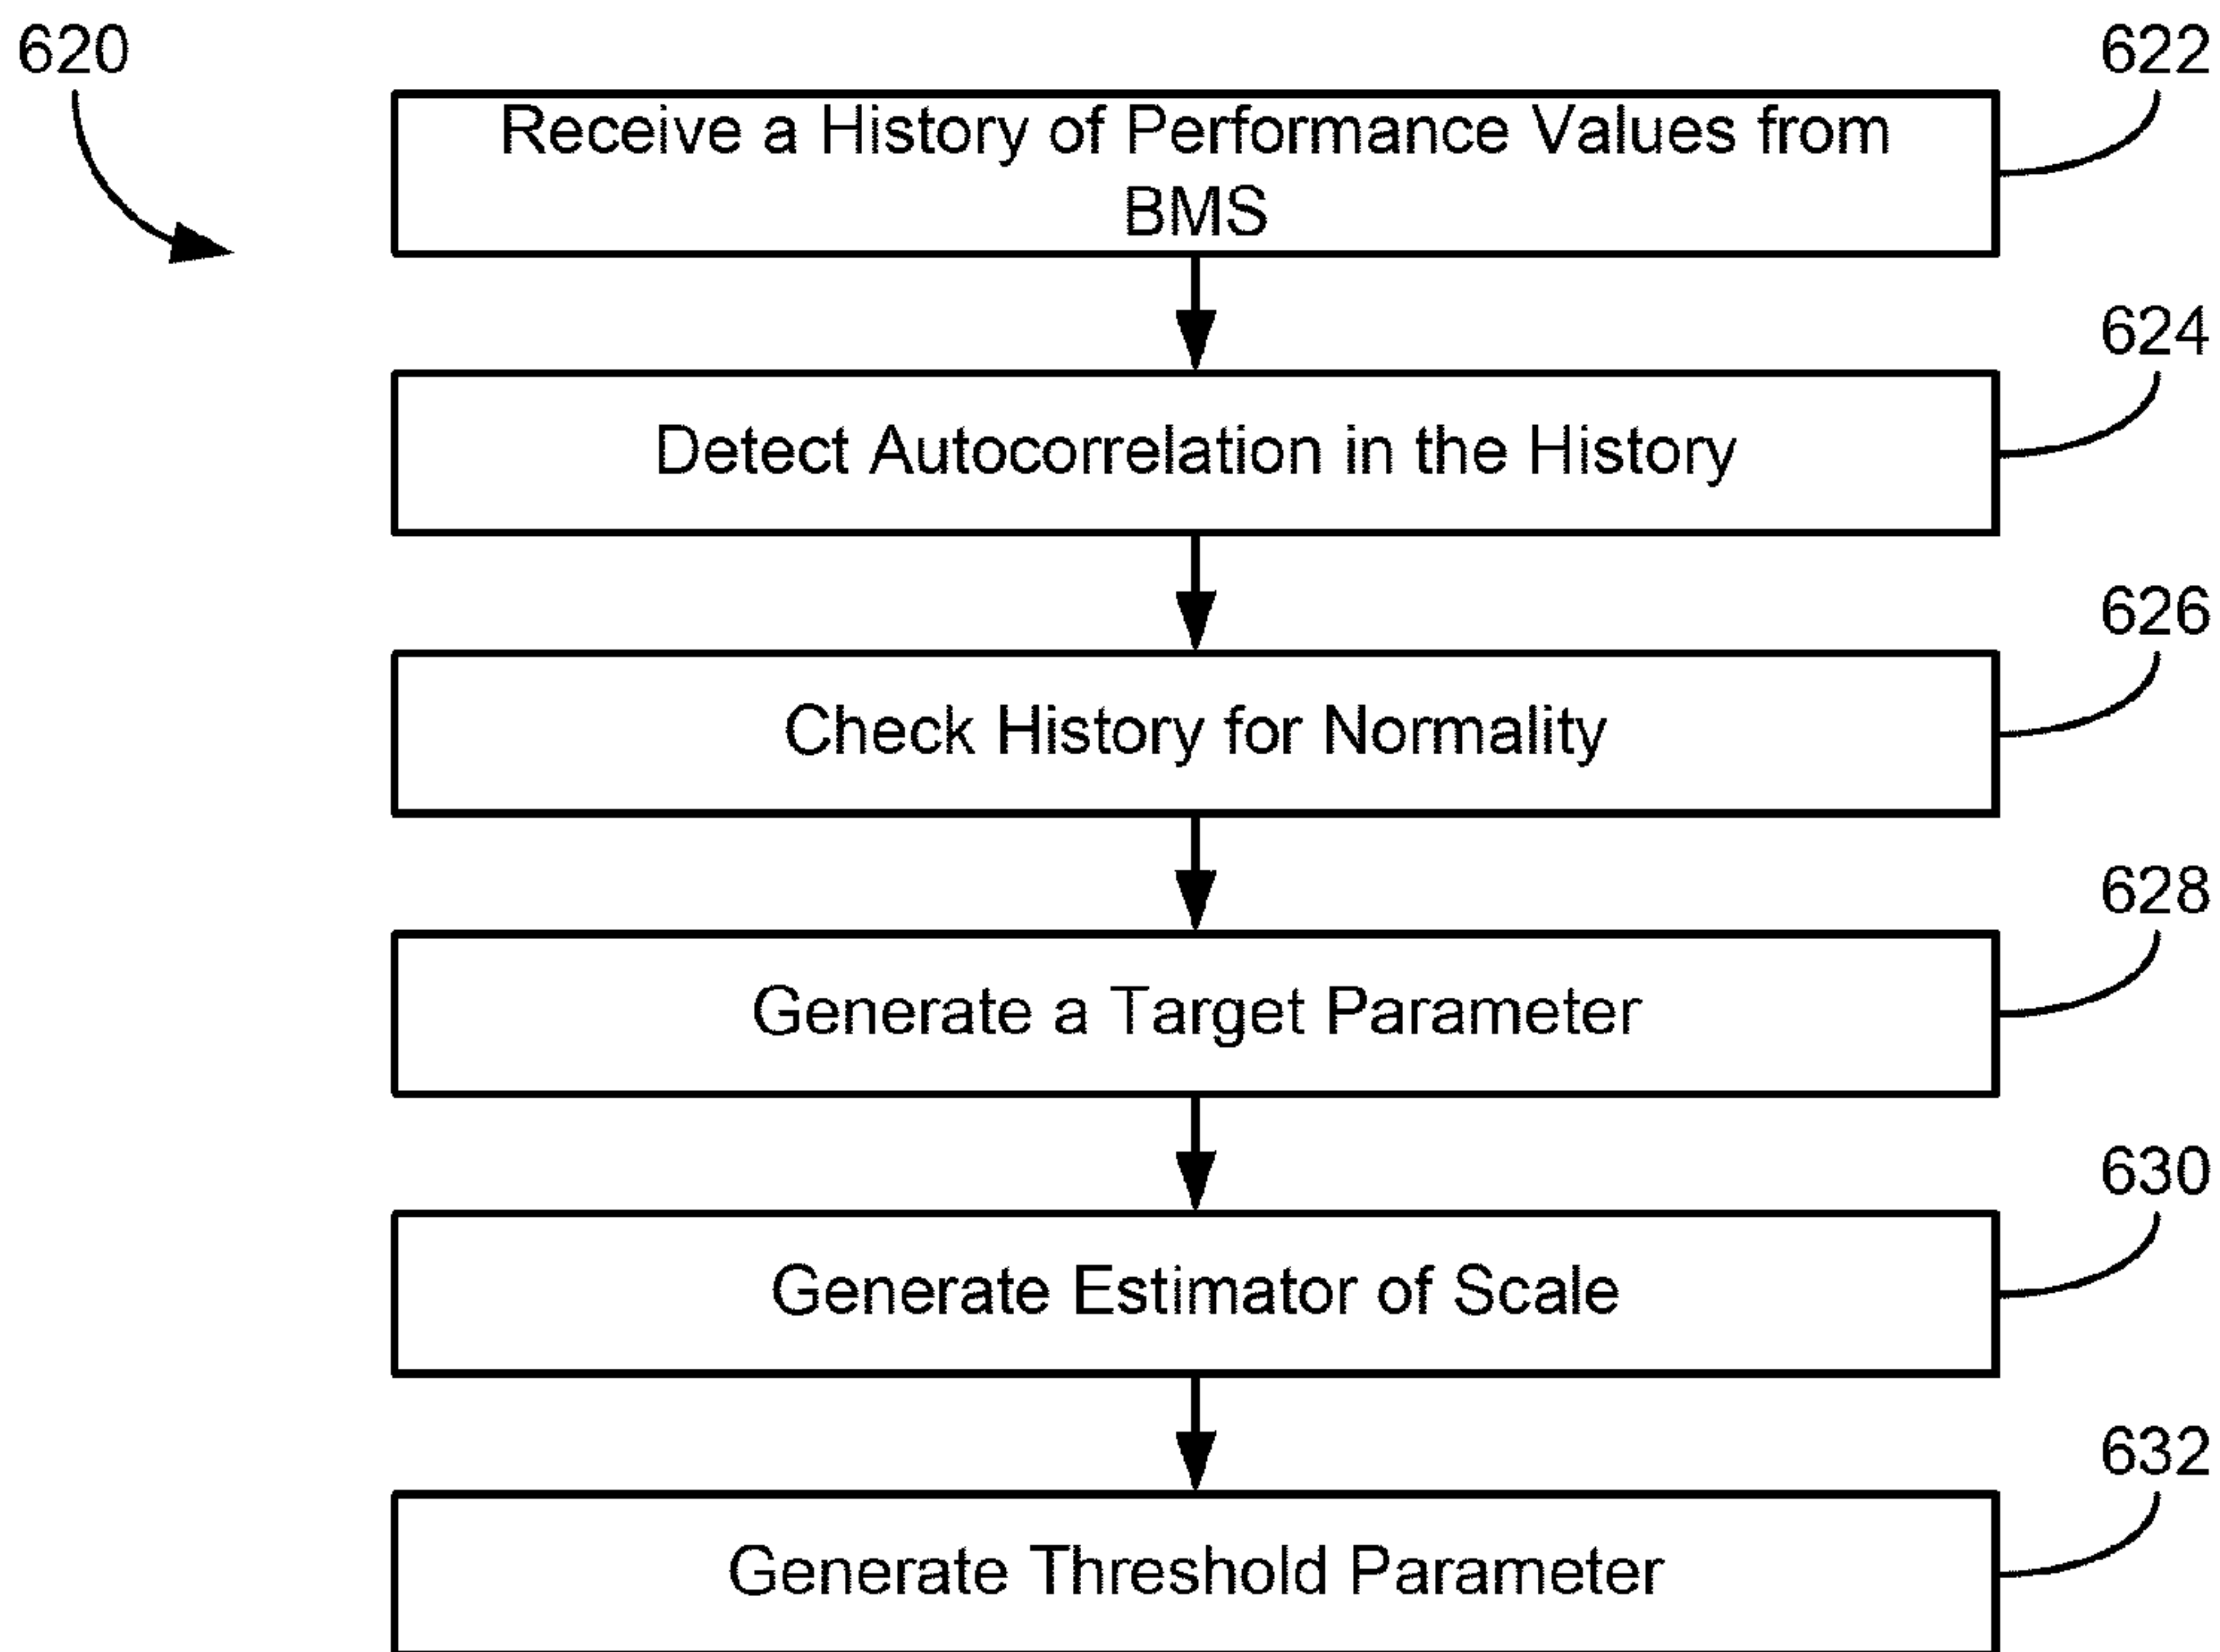 620
622
Receive a History of Performance Values from
BMS
624
Detect Autocorrelation in the History
626
Check History for Normality
628
Generate a Target Parameter
630
Generate Estimator of Scale
632
Generate Threshold Parameter